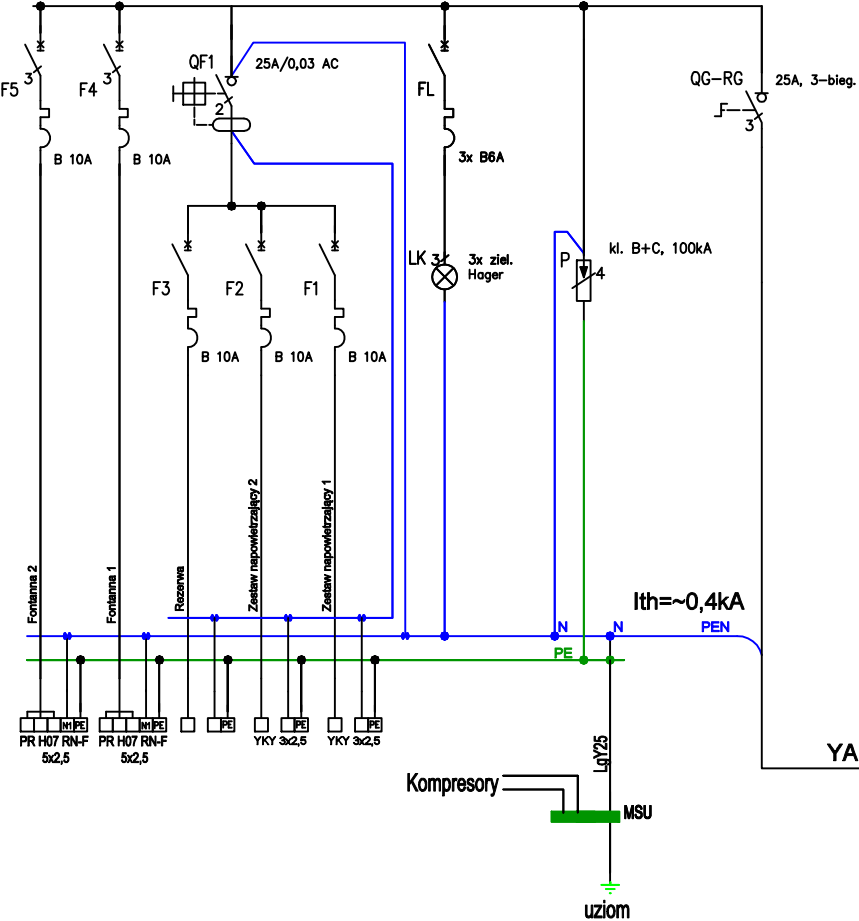 QF1
25A/0,03 AC
QG-RG
25A, 3-bieg.
3
3
F5
F4
FL
2
3
B 10A
B 10A
3x B6A
kl. B+C, 100kA
LK
3
3x ziel.
Hager
P
4
F3
F2
F1
B 10A
B 10A
B 10A
Fontanna 2
Fontanna 1
Rezerwa
Zestaw napowietrzający 2
Zestaw napowietrzający 1
Ith=~0,4kA
N
N
PEN
PE
N1
PE
N1
PE
PE
PE
PE
PR H07 RN-F
5x2,5
PR H07 RN-F
5x2,5
YKY 3x2,5
YKY 3x2,5
LgY25
YA
Kompresory
MSU
uziom